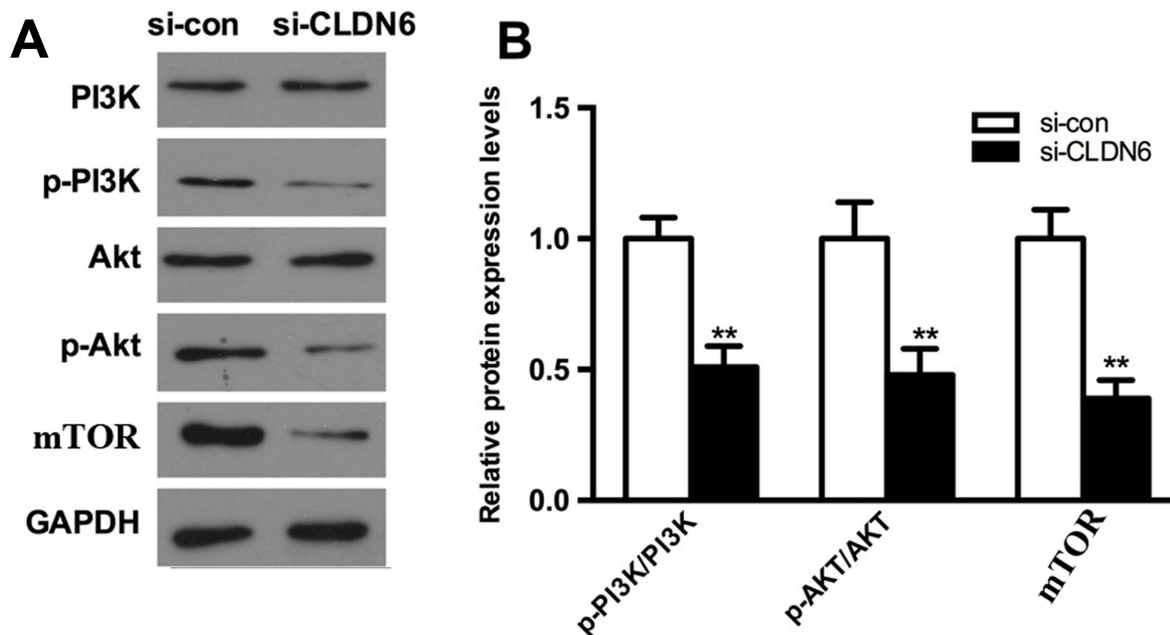 A
si-con si-CLDN6
PI3K
p-PI3K
Akt
p-Akt
mTOR
GAPDH
B
Relative protein expression levels
1.5
1.0
0.5
0.0
si-con
si-CLDN6
**
**
**
p-PI3K/PI3K
p-AKT/AKT
mTOR